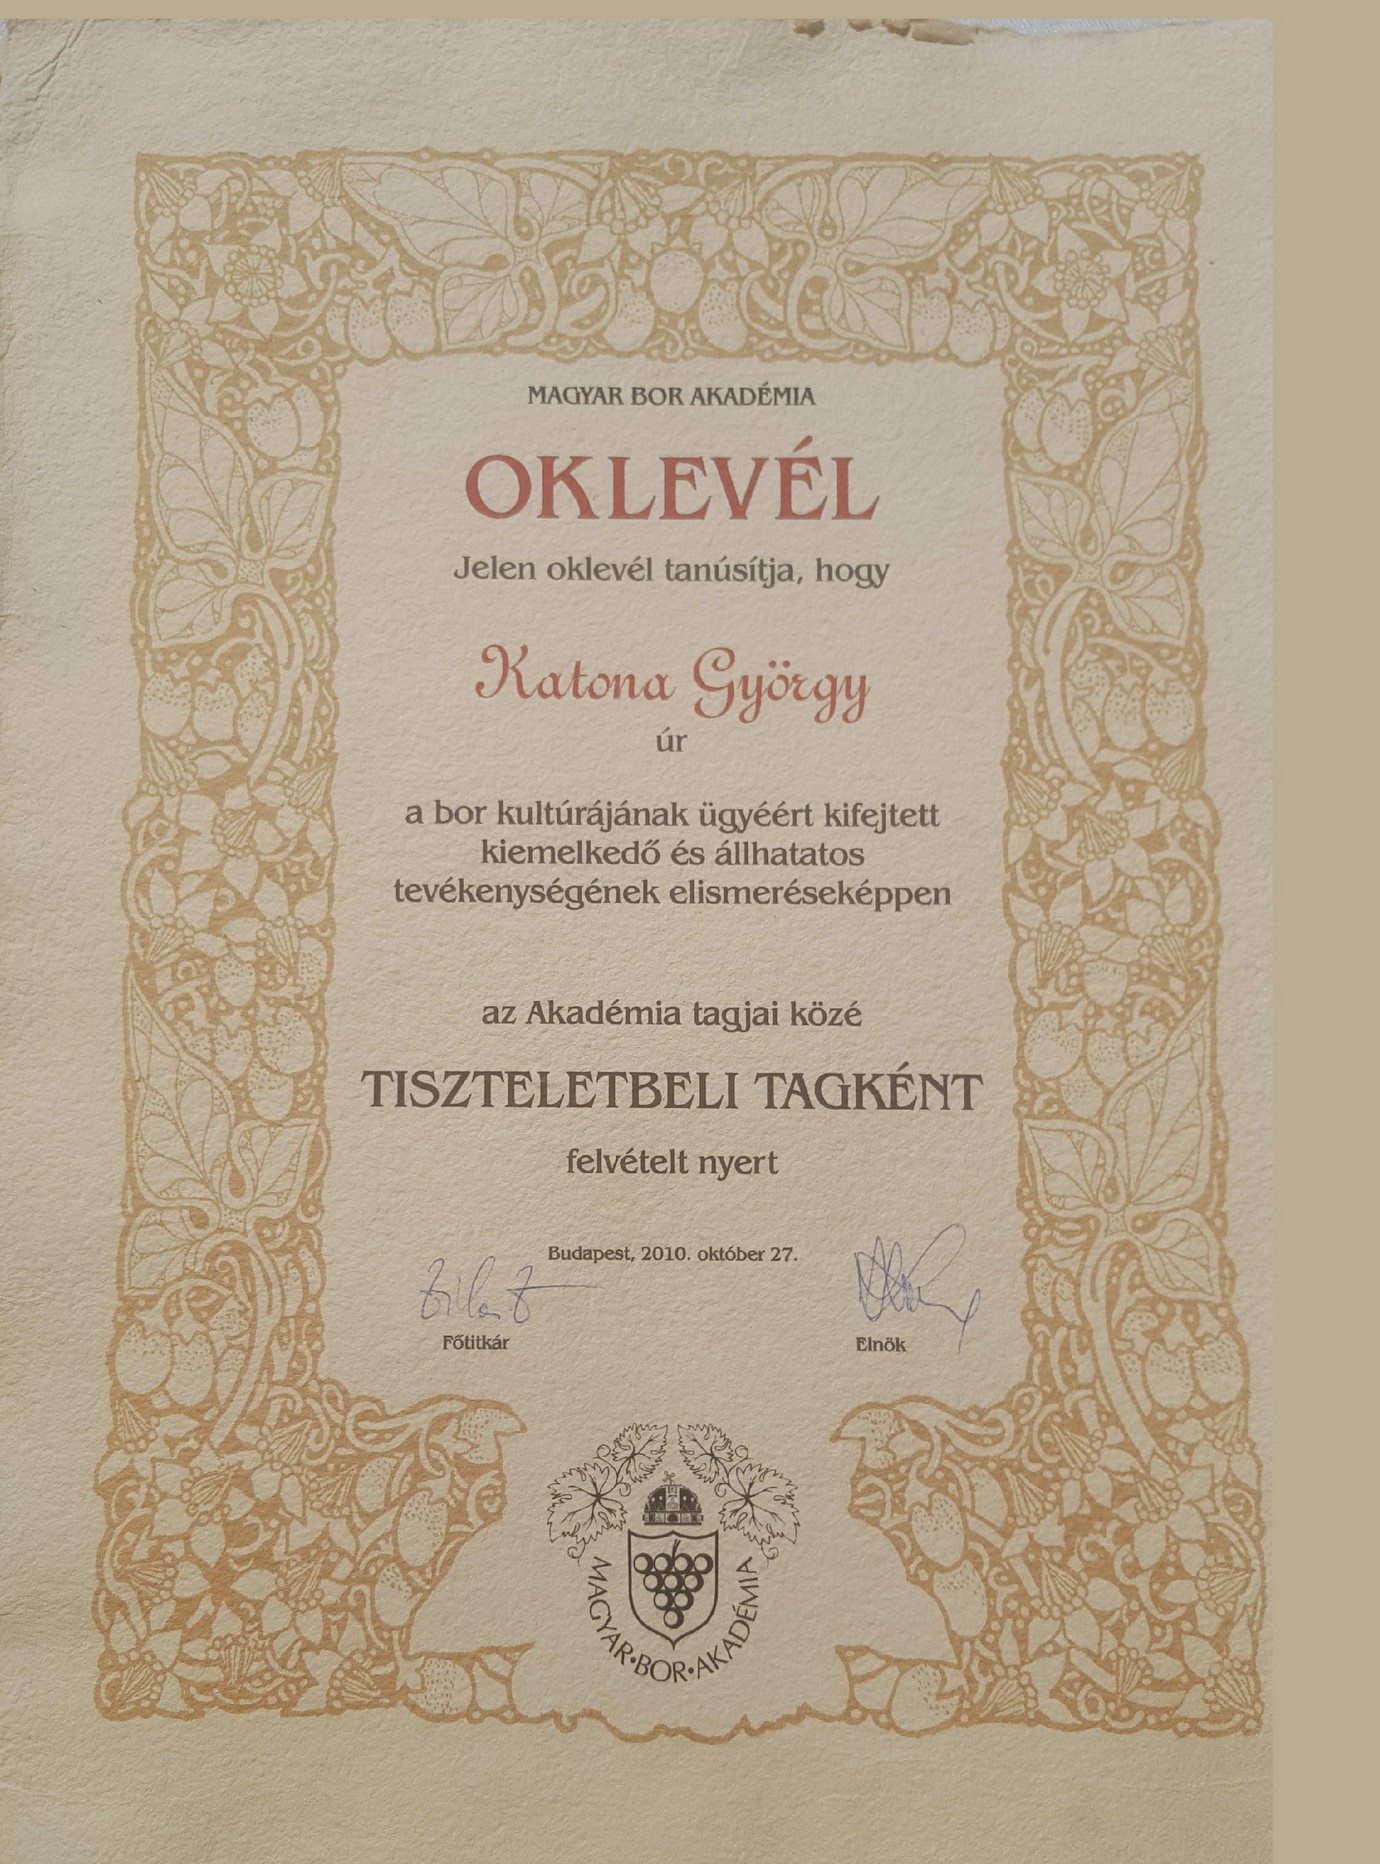 MAGYAR BOR AKADÉMIA
OKLEVÉL
Jelen oklevél tanúsítja, hogy
Katona György
úr
a bor kultúrájának ügyéért kifejtett
kiemelkedő és állhatatos
tevékenységének elismeréseképpen
az Akadémia tagjai közé
TISZTELETBELI TAGKÉNT
felvételt nyert
Budapest, 2010. október 27.
Főtitkár
Elnök
MAGYAR•BOR•AKADÉMIA